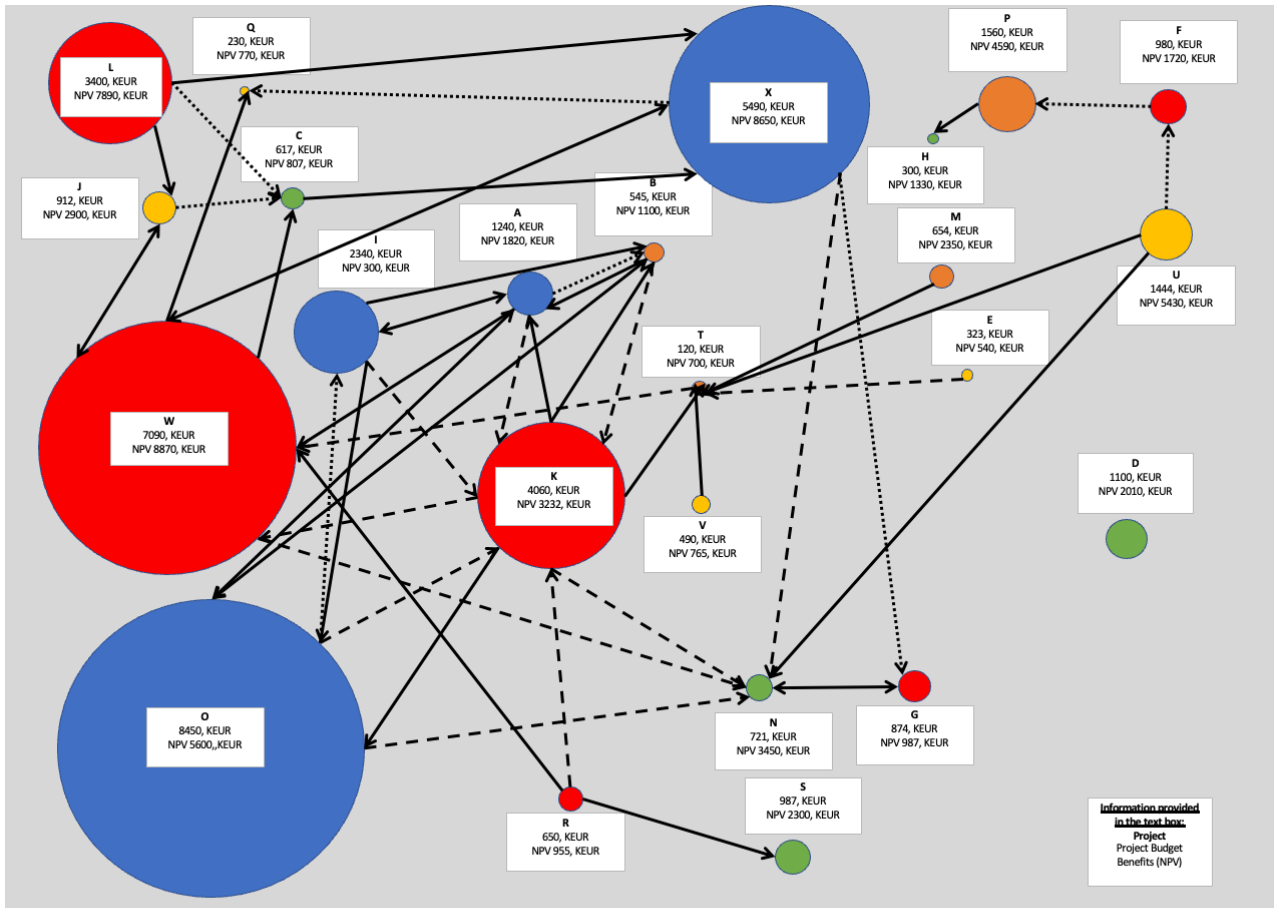 Q
230, KEUR
NPV 770, KEUR
L
3400, KEUR
NPV 7890, KEUR
X
5490, KEUR
NPV 8650, KEUR
P
1560, KEUR
NPV 4590, KEUR
F
980, KEUR
NPV 1720, KEUR
C
617, KEUR
NPV 807, KEUR
H
300, KEUR
NPV 1330, KEUR
J
912, KEUR
NPV 2900, KEUR
B
545, KEUR
NPV 1100, KEUR
A
1240, KEUR
NPV 1820, KEUR
I
2340, KEUR
NPV 300, KEUR
M
654, KEUR
NPV 2350, KEUR
U
1444, KEUR
NPV 5430, KEUR
T
120, KEUR
NPV 700, KEUR
E
323, KEUR
NPV 540, KEUR
W
7090, KEUR
NPV 8870, KEUR
K
4060, KEUR
NPV 3232, KEUR
D
1100, KEUR
NPV 2010, KEUR
V
490, KEUR
NPV 765, KEUR
O
8450, KEUR
NPV 5600,,KEUR
N
721, KEUR
NPV 3450, KEUR
G
874, KEUR
NPV 987, KEUR
S
987, KEUR
NPV 2300, KEUR
R
650, KEUR
NPV 955, KEUR
Information provided
in the text box:
Project
Project Budget
Benefits (NPV)